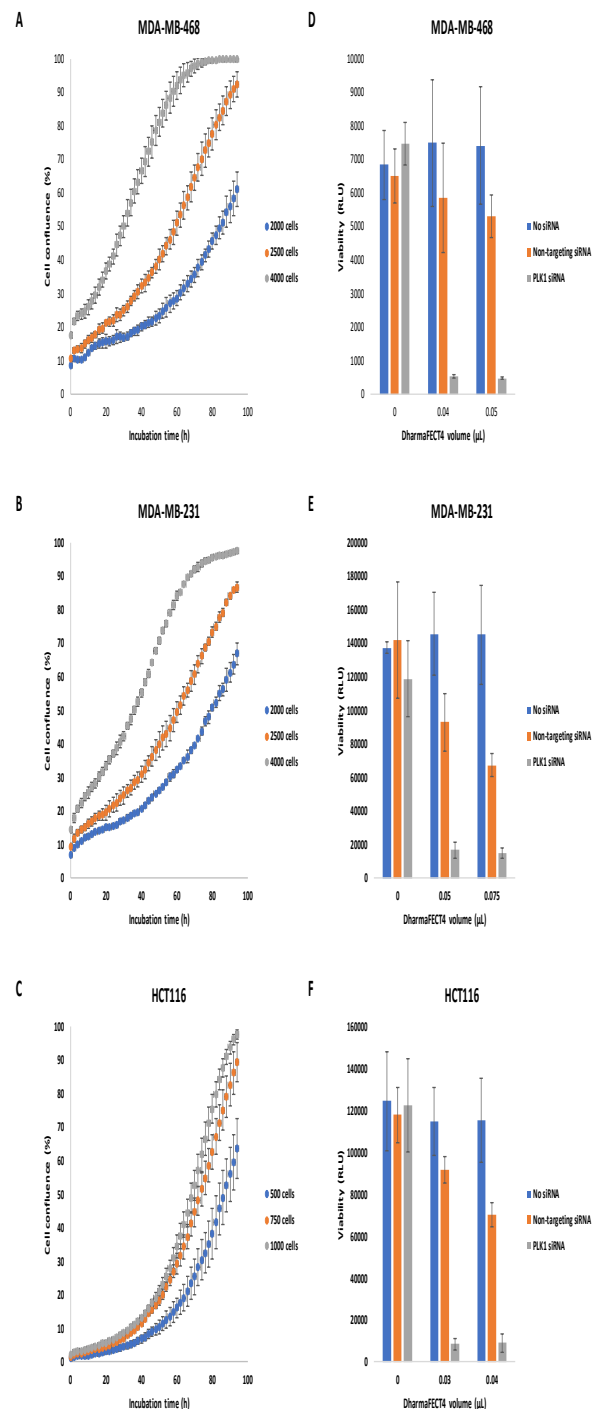 A
MDA-MB-468
Cell confluence (%)
100
90
80
70
60
50
40
30
20
10
0
0 20 40 60 80 100
Incubation time (h)
2000 cells
2500 cells
4000 cells
D
MDA-MB-468
Viability (RLU)
10000
9000
8000
7000
6000
5000
4000
3000
2000
1000
0
0 0.04 0.05
DharmaFECT4 volume (µL)
No siRNA
Non-targeting siRNA
PLK1 siRNA
B
MDA-MB-231
Cell confluence (%)
100
90
80
70
60
50
40
30
20
10
0
0 20 40 60 80 100
Incubation time (h)
2000 cells
2500 cells
4000 cells
E
MDA-MB-231
Viability (RLU)
200000
180000
160000
140000
120000
100000
80000
60000
40000
20000
0
0 0.05 0.075
DharmaFECT4 volume (µL)
No siRNA
Non-targeting siRNA
PLK1 siRNA
C
HCT116
Cell confluence (%)
100
90
80
70
60
50
40
30
20
10
0
0 20 40 60 80 100
Incubation time (h)
500 cells
750 cells
1000 cells
F
HCT116
Viability (RLU)
160000
140000
120000
100000
80000
60000
40000
20000
0
0 0.03 0.04
DharmaFECT4 volume (µL)
No siRNA
Non-targeting siRNA
PLK1 siRNA